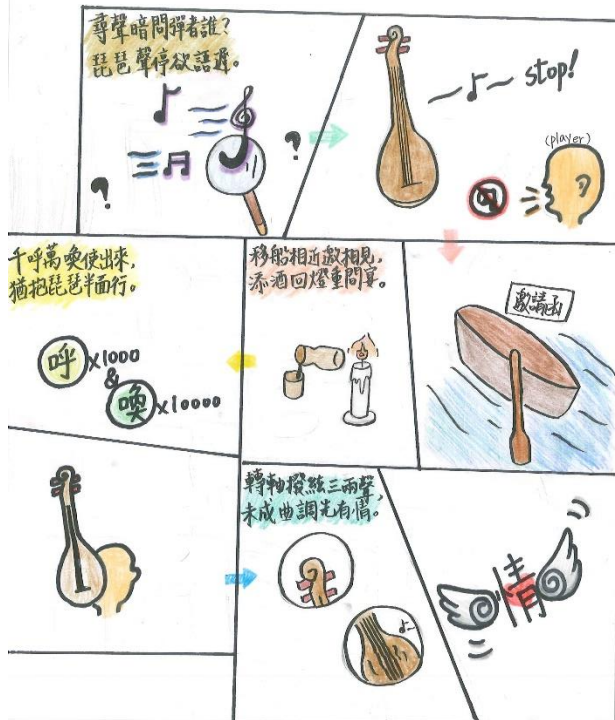 尋聲暗問彈者誰?
琵琶聲停欲語遲。
?
?
stop!
(player)
邀請函
移船相近邀相見,
添酒回燈重問宴。
千呼萬喚使出來,
猶抱琵琶半面行。
呼 x1000
&
喚 x10000
轉軸撥絃三兩聲,
未成曲調先有情。
情